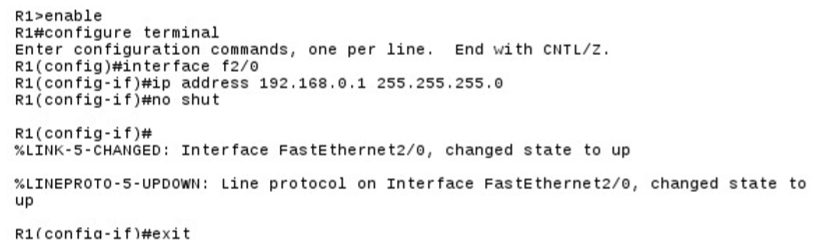 R1>enable
R1#configure terminal
Enter configuration commands, one per line.  End with CNTL/Z.
R1(config)#interface f2/0
R1(config-if)#ip address 192.168.0.1 255.255.255.0
R1(config-if)#no shut
R1(config-if)#
%LINK-5-CHANGED: Interface FastEthernet2/0, changed state to up
%LINEPROTO-5-UPDOWN: Line protocol on Interface FastEthernet2/0, changed state to
up
R1(config-if)#exit